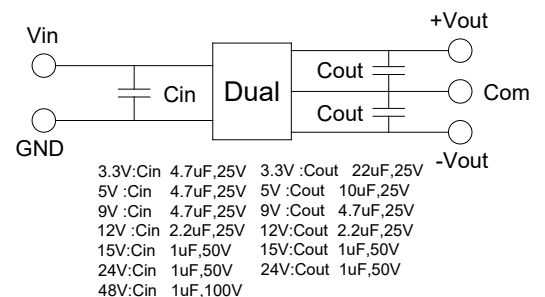 +Vout
Vin
Cout
Cin Dual Com
Cout
GND -Vout
3.3V:Cin 4.7uF,25V 3.3V :Cout 22uF,25V
5V :Cin 4.7uF,25V 5V :Cout 10uF,25V
9V :Cin 4.7uF,25V 9V :Cout 4.7uF,25V
12V :Cin 2.2uF,25V 12V:Cout 2.2uF,25V
15V:Cin 1uF,50V 15V:Cout 1uF,50V
24V:Cin 1uF,50V 24V:Cout 1uF,50V
48V:Cin 1uF,100V